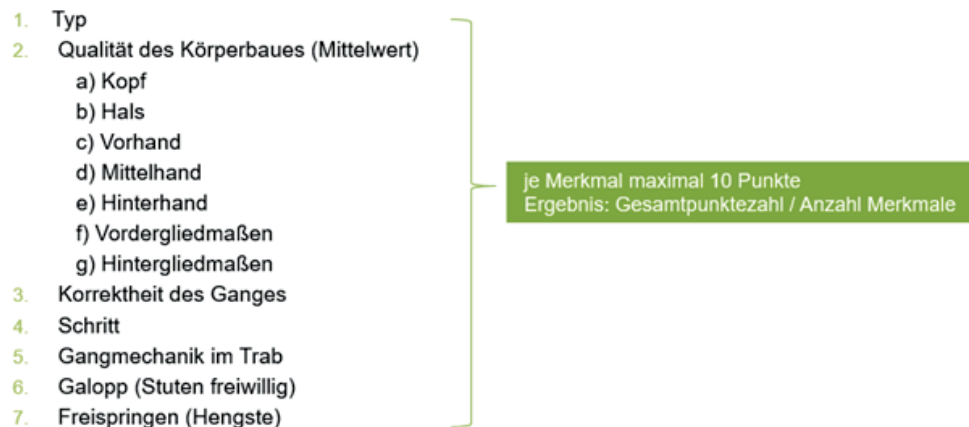 1. Typ
2. Qualität des Körperbaues (Mittelwert)
a) Kopf
b) Hals
c) Vorhand
d) Mittelhand
e) Hinterhand
f) Vordergliedmaßen
g) Hintergliedmaßen
3. Korrektheit des Ganges
4. Schritt
5. Gangmechanik im Trab
6. Galopp (Stuten freiwillig)
7. Freispringen (Hengste)
je Merkmal maximal 10 Punkte
Ergebnis: Gesamtpunktezahl / Anzahl Merkmale